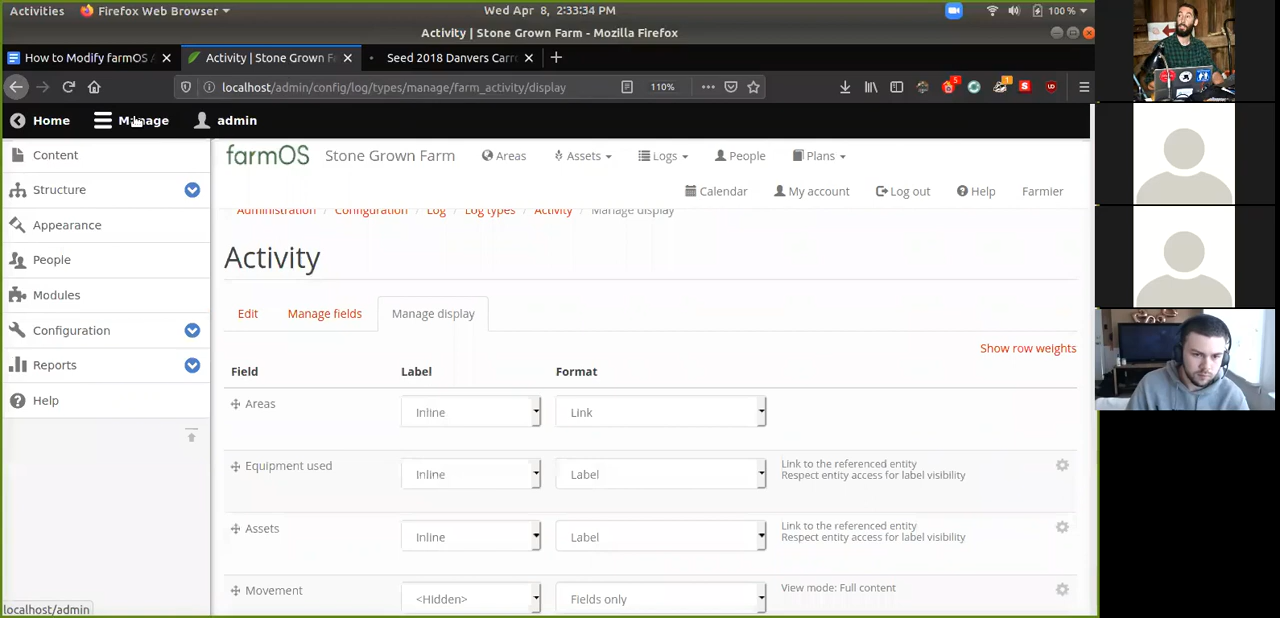 Activities Firefox Web Browser Wed Apr 8, 2:33:34 PM 100 %
Activity | Stone Grown Farm - Mozilla Firefox
How to Modify farmOS Activity | Stone Grown F Seed 2018 Danvers Carr
localhost/admin/config/log/types/manage/farm_activity/display 110% 5 1
Home Manage admin
Content
Structure
Appearance
People
Modules
Configuration
Reports
Help
farmOS Stone Grown Farm Areas Assets Logs People Plans
Calendar My account Log out Help Farmier
Administration / Configuration / Log / Log types / Activity / Manage display
Activity
Edit Manage fields Manage display
Show row weights
Field Label Format
Areas Inline Link
Equipment used Inline Label Link to the referenced entity
Respect entity access for label visibility
Assets Inline Label Link to the referenced entity
Respect entity access for label visibility
Movement <Hidden> Fields only View mode: Full content
localhost/admin